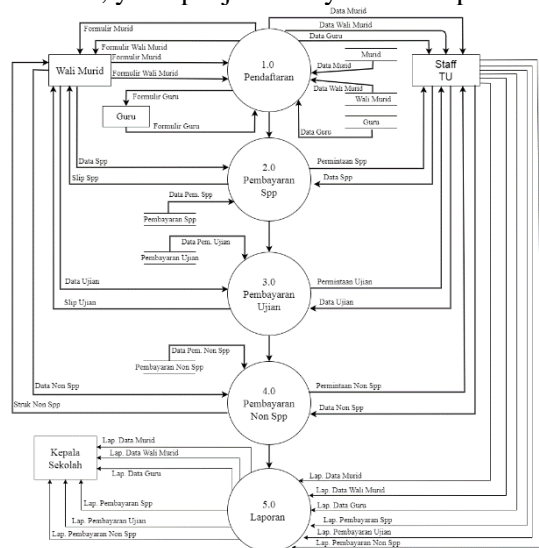 Data Murid
Formulir Murid
Data Wali Murid
Formulir Wali Murid
Data Guru
Formulir Murid
Formulir Wali Murid
Wali Murid
1.0
Pendaftaran
Murid
Data Murid
Data Wali Murid
Wali Murid
Staff
TU
Formulir Guru
Guru
Formulir Guru
Guru
Data Guru
Data Spp
Slip Spp
2.0
Pembayaran
Spp
Permintaan Spp
Data Spp
Data Pem. Spp
Pembayaran Spp
Data Pem. Ujian
Pembayaran Ujian
Data Ujian
Slip Ujian
3.0
Pembayaran
Ujian
Permintaan Ujian
Data Ujian
Data Pem. Non Spp
Pembayaran Non Spp
Data Non Spp
Struk Non Spp
4.0
Pembayaran
Non Spp
Permintaan Non Spp
Data Non Spp
Kepala
Sekolah
Lap. Data Murid
Lap. Data Wali Murid
Lap. Data Guru
Lap. Pembayaran Spp
Lap. Pembayaran Ujian
Lap. Pembayaran Non Spp
5.0
Laporan
Lap. Data Murid
Lap. Data Wali Murid
Lap. Data Guru
Lap. Pembayaran Spp
Lap. Pembayaran Ujian
Lap. Pembayaran Non Spp